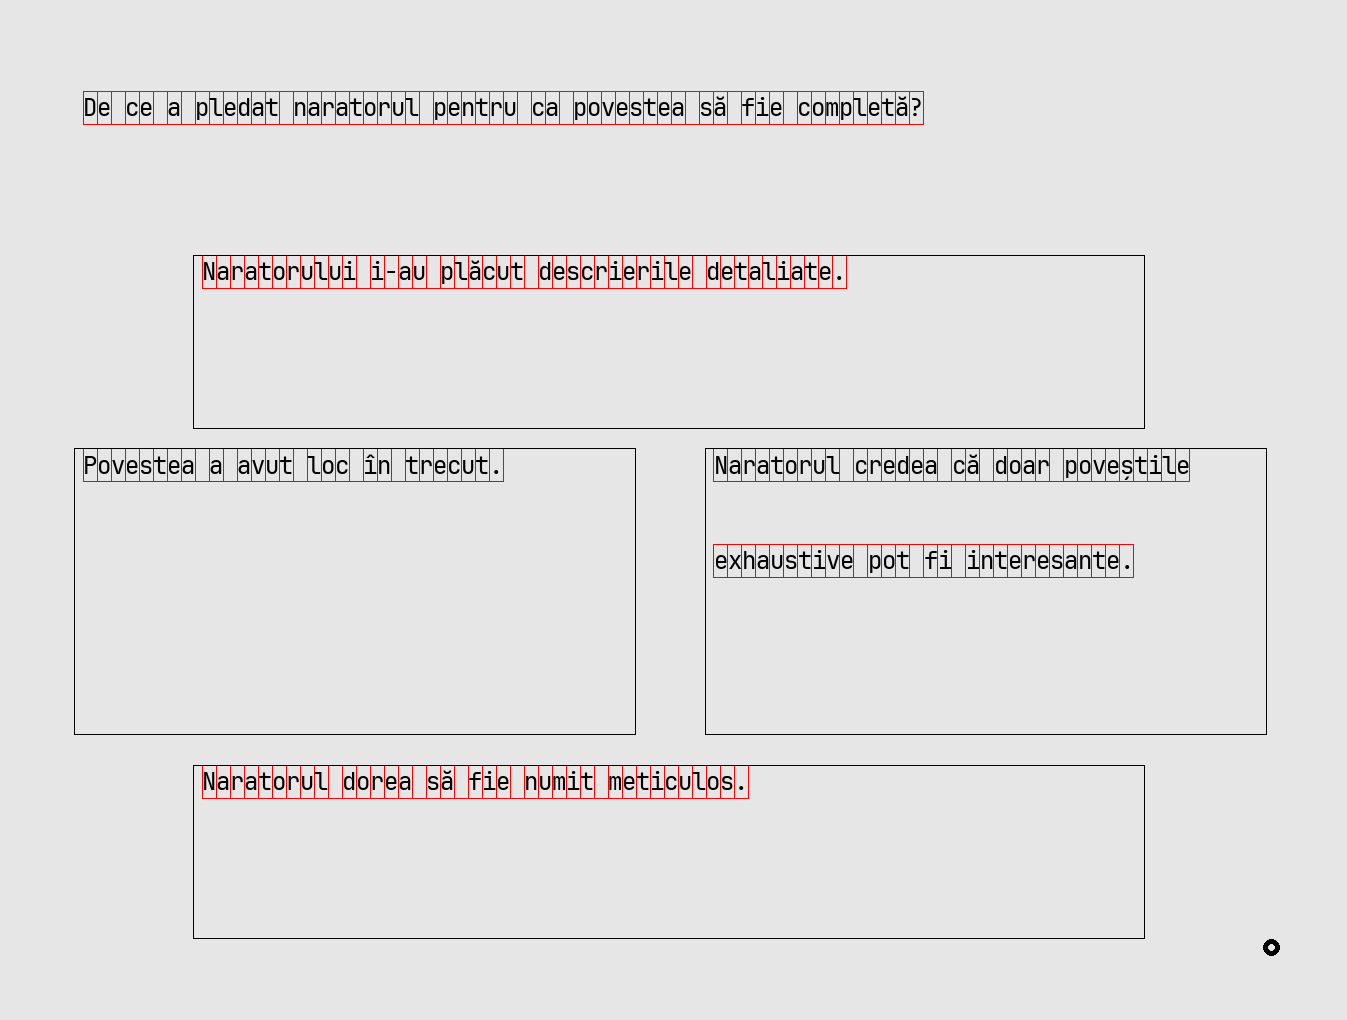 De ce a pledat naratorul pentru ca povestea să fie completă?
Naratorului i-au plăcut descrierile detaliate.
Povestea a avut loc în trecut.
Naratorul credea că doar poveștile
exhaustive pot fi interesante.
Naratorul dorea să fie numit meticulos.